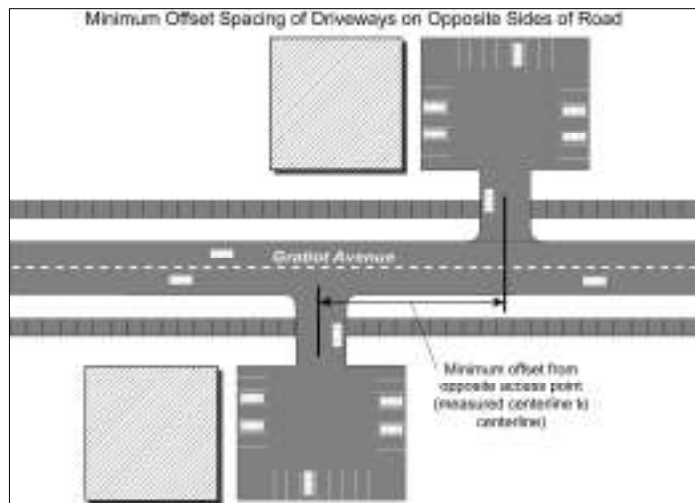 Minimum Offset Spacing of Driveways on Opposite Sides of Road
Gratiot Avenue
Minimum offset from
opposite access point
(measured centerline to
centerline)